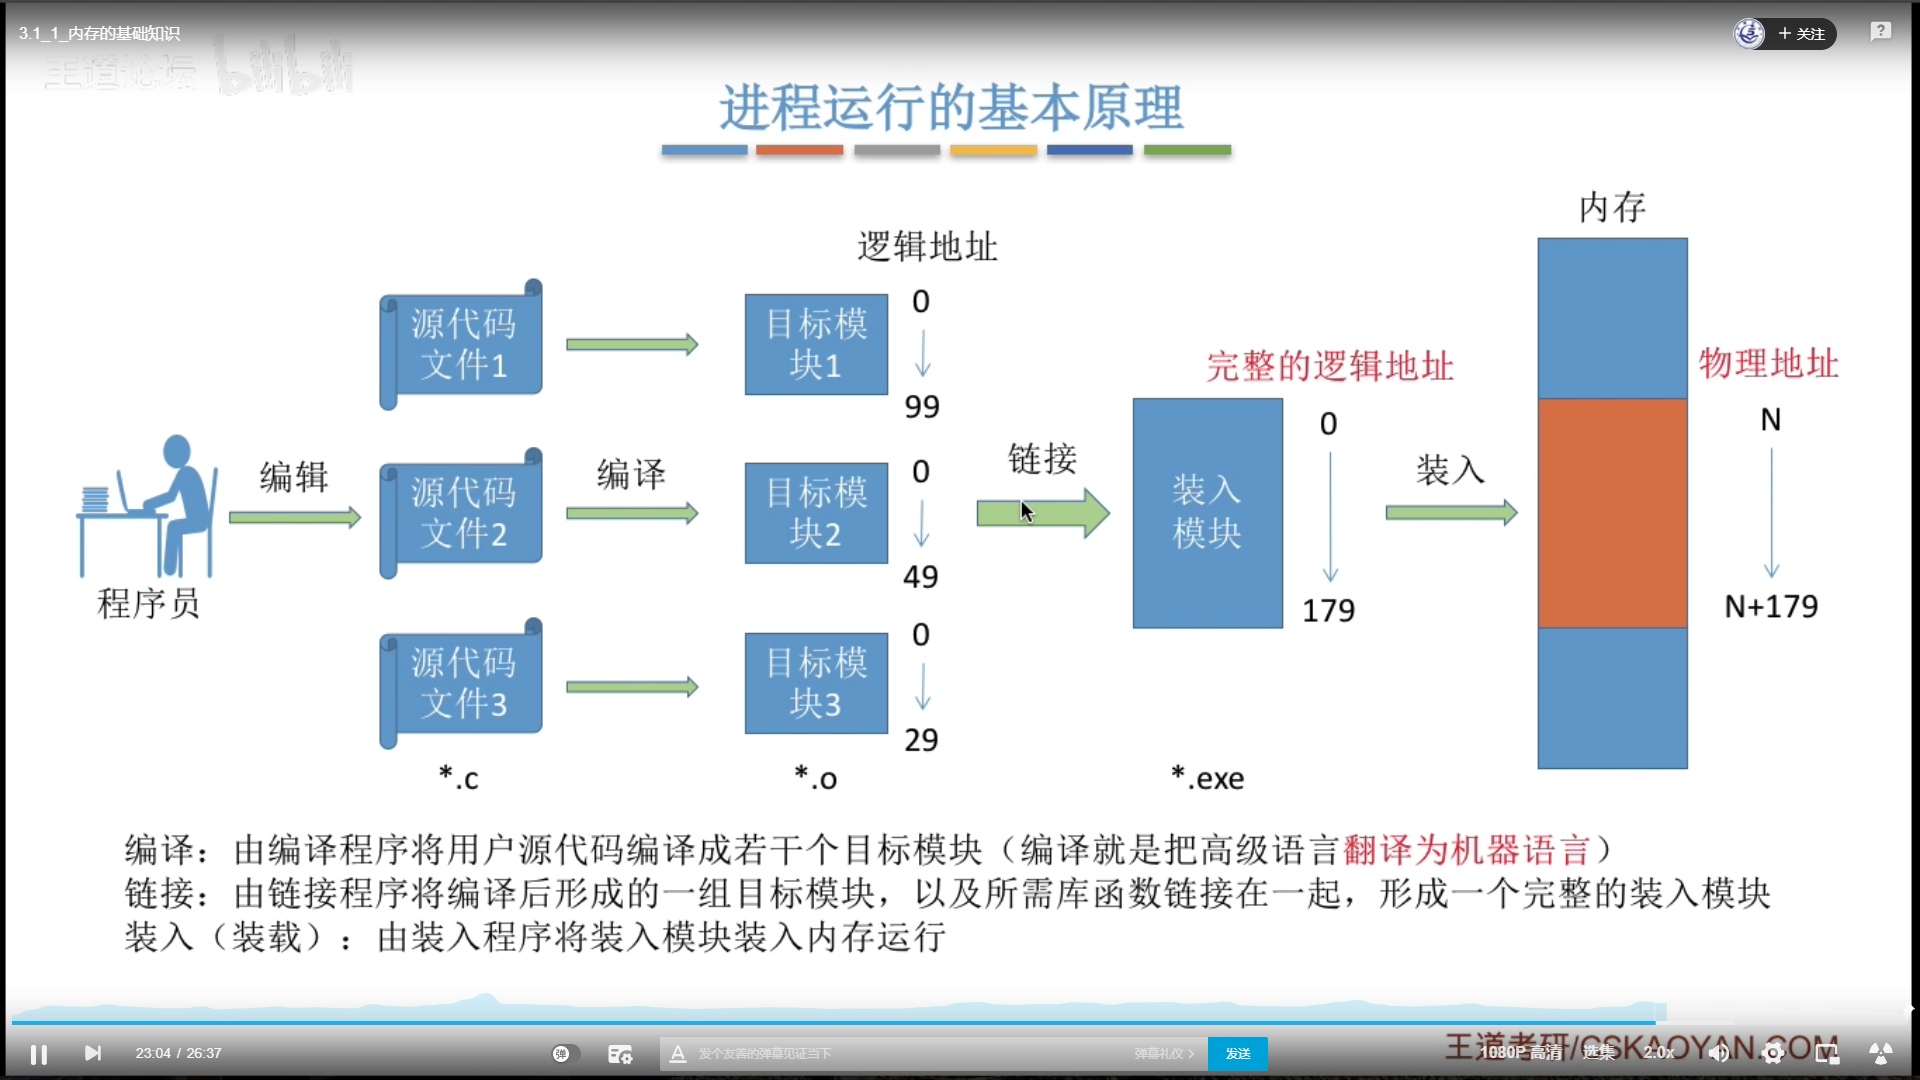 3.1_1_内存的基础知识
+ 关注
?
王道论坛 bilibili
进程运行的基本原理
内存
逻辑地址
源代码
文件1
目标模
块1
0
99
完整的逻辑地址
物理地址
程序员
编辑
源代码
文件2
编译
目标模
块2
0
49
链接
装入
模块
0
179
装入
N
N+179
源代码
文件3
目标模
块3
0
29
*.c
*.o
*.exe
编译：由编译程序将用户源代码编译成若干个目标模块（编译就是把高级语言翻译为机器语言）
链接：由链接程序将编译后形成的一组目标模块，以及所需库函数链接在一起，形成一个完整的装入模块
装入（装载）：由装入程序将装入模块装入内存运行
王道考研/CSKAOYAN.COM
23:04 / 26:37
弹
A 发个友善的弹幕见证当下
弹幕礼仪 >
发送
1080P 高清
选集
2.0x